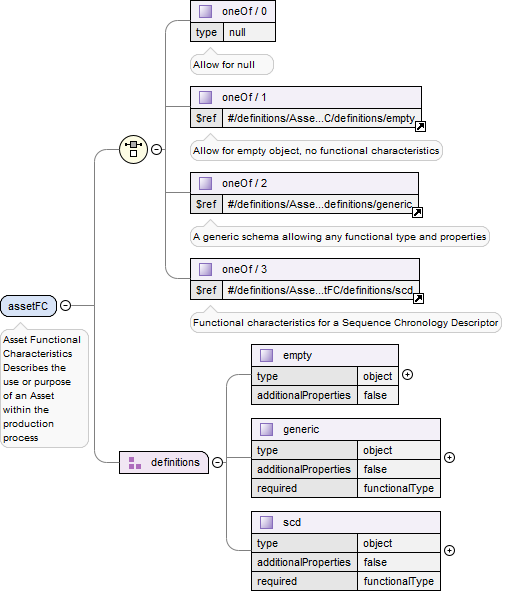 oneOf / 0
type null
Allow for null
oneOf / 1
$ref #/definitions/Asse...C/definitions/empty
Allow for empty object, no functional characteristics
oneOf / 2
$ref #/definitions/Asse...definitions/generic
A generic schema allowing any functional type and properties
oneOf / 3
$ref #/definitions/Asse...tFC/definitions/scd
Functional characteristics for a Sequence Chronology Descriptor
assetFC
Asset Functional
Characteristics
Describes the
use or purpose
of an Asset
within the
production
process
definitions
empty
type object
additionalProperties false
generic
type object
additionalProperties false
required functionalType
scd
type object
additionalProperties false
required functionalType